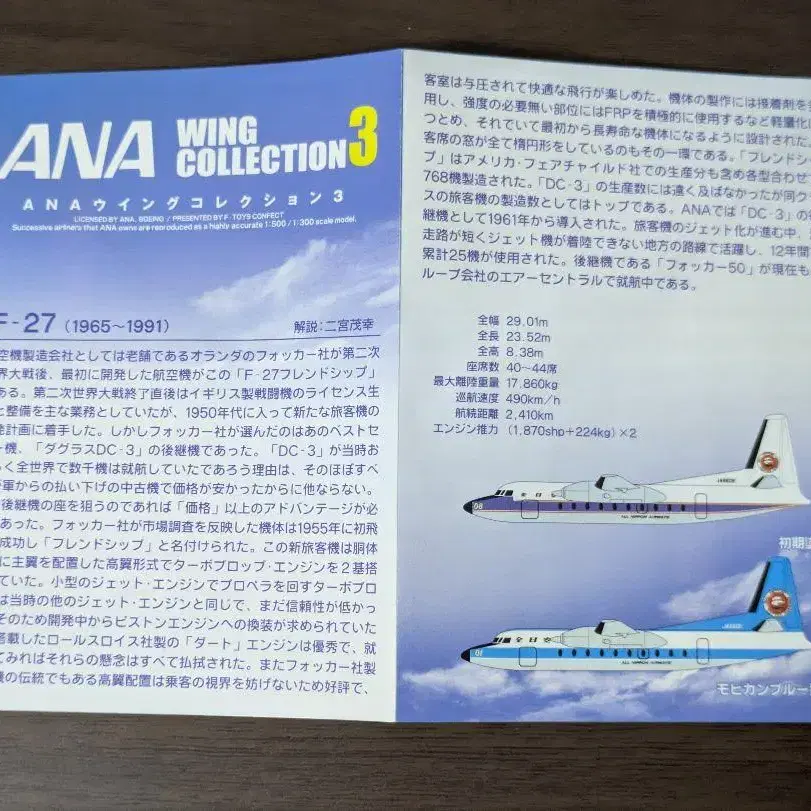 ANA WING COLLECTION 3
ANAウイングコレクション3
LICENSED BY ANA, BOEING / PRESENTED BY F-TOYS CONFECT
Successive airliners that ANA owns are reproduced as a highly accurate 1:500 / 1:300 scale model.
F-27 (1965〜1991) 解説:二宮茂幸
空機製造会社としては老舗であるオランダのフォッカー社が第二次
界大戦後、最初に開発した航空機がこの「F-27フレンドシップ」
ある。第二次世界大戦終了直後はイギリス製戦闘機のライセンス生
と整備を主な業務としていたが、1950年代に入って新たな旅客機の
発計画に着手した。しかしフォッカー社が選んだのはあのベストセ
ー機、「ダグラスDC-3」の後継機であった。「DC-3」が当時お
らく全世界で数千機は就航していたであろう理由は、そのほぼすべ
軍からの払い下げの中古機で価格が安かったからに他ならない。
後継機の座を狙うのであれば「価格」以上のアドバンテージが必
あった。フォッカー社が市場調査を反映した機体は1955年に初飛
成功し「フレンドシップ」と名付けられた。この新旅客機は胴体
に主翼を配置した高翼形式でターボプロップ・エンジンを2基搭
ていた。小型のジェット・エンジンでプロペラを回すターボプロ
は当時の他のジェット・エンジンと同じで、まだ信頼性が低かっ
そのため開発中からピストンエンジンへの換装が求められていた
搭載したロールスロイス社製の「ダート」エンジンは優秀で、就
てみればそれらの懸念はすべて払拭された。またフォッカー社製
機の伝統でもある高翼配置は乗客の視界を妨げないため好評で、
客室は与圧されて快適な飛行が楽しめた。機体の製作には接着剤を
用し、強度の必要無い部位にはFRPを積極的に使用するなど軽量化に
つとめ、それでいて最初から長寿命な機体になるように設計された。
客席の窓が全て楕円形をしているのもその一環である。「フレンドシッ
プ」はアメリカ・フェアチャイルド社での生産分も含め各型合わせて
768機製造された。「DC-3」の生産数には遠く及ばなかったが同クラ
スの旅客機の製造数としてはトップである。ANAでは「DC-3」の
継機として1961年から導入された。旅客機のジェット化が進む中、
走路が短くジェット機が着陸できない地方の路線で活躍し、12年間
累計25機が使用された。後継機である「フォッカー50」が現在も
ループ会社のエアーセントラルで就航中である。
全幅 29.01m
全長 23.52m
全高 8.38m
座席数 40〜44席
最大離陸重量 17,860kg
巡航速度 490km/h
航続距離 2,410km
エンジン推力 (1,870shp+224kg)×2
全日空
08
ALL NIPPON AIRWAYS
初期塗
全日空
01
ALL NIPPON AIRWAYS
モヒカンブルー